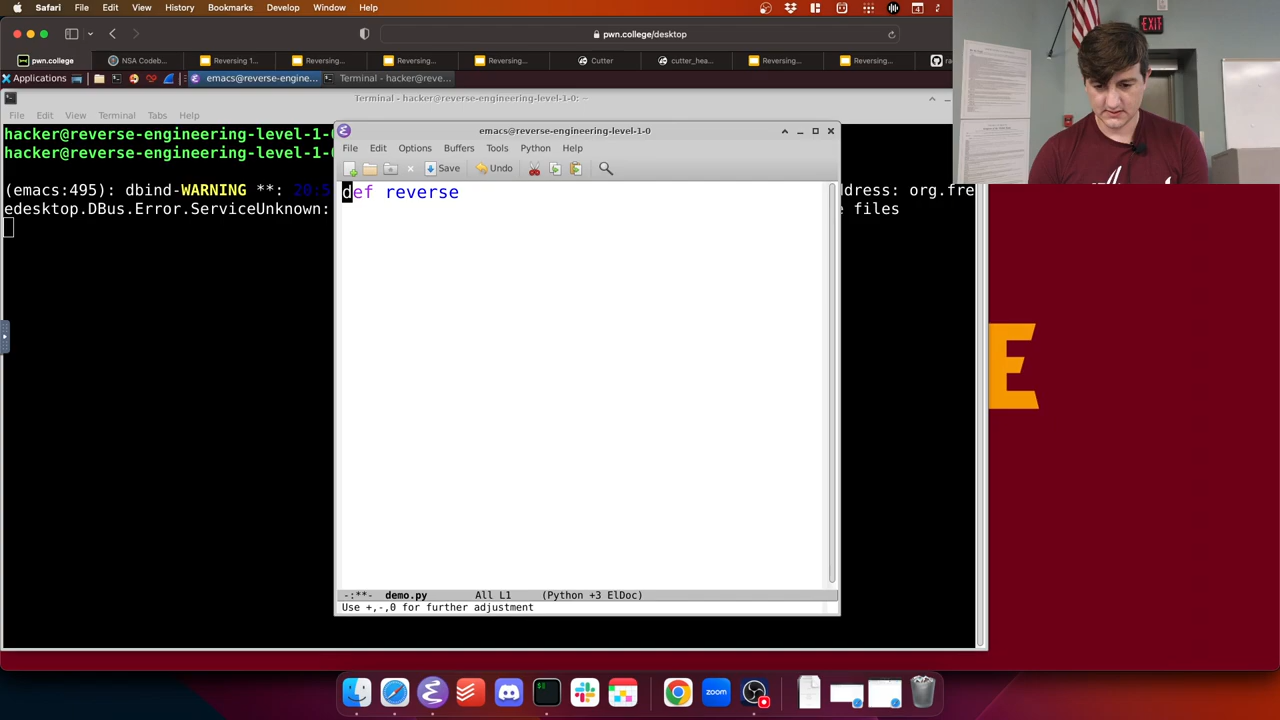 Safari File Edit View History Bookmarks Develop Window Help
pwn.college/desktop
pwn.college NSA Codeb... Reversing 1... Reversing... Reversing... Reversing... Cutter cutter_hea... Reversing... Reversing...
Applications emacs@reverse-engine... Terminal - hacker@reve...
Terminal - hacker@reverse-engineering-level-1-0: ~
File Edit View Terminal Tabs Help
hacker@reverse-engineering-level-1-0
hacker@reverse-engineering-level-1-0
(emacs:495): dbind-WARNING **: 20:5 ddress: org.fre
edesktop.DBus.Error.ServiceUnknown: e files
emacs@reverse-engineering-level-1-0
File Edit Options Buffers Tools Python Help
Save Undo
def reverse
-:**- demo.py All L1 (Python +3 ElDoc)
Use +,-,0 for further adjustment
EXIT
E
zoom